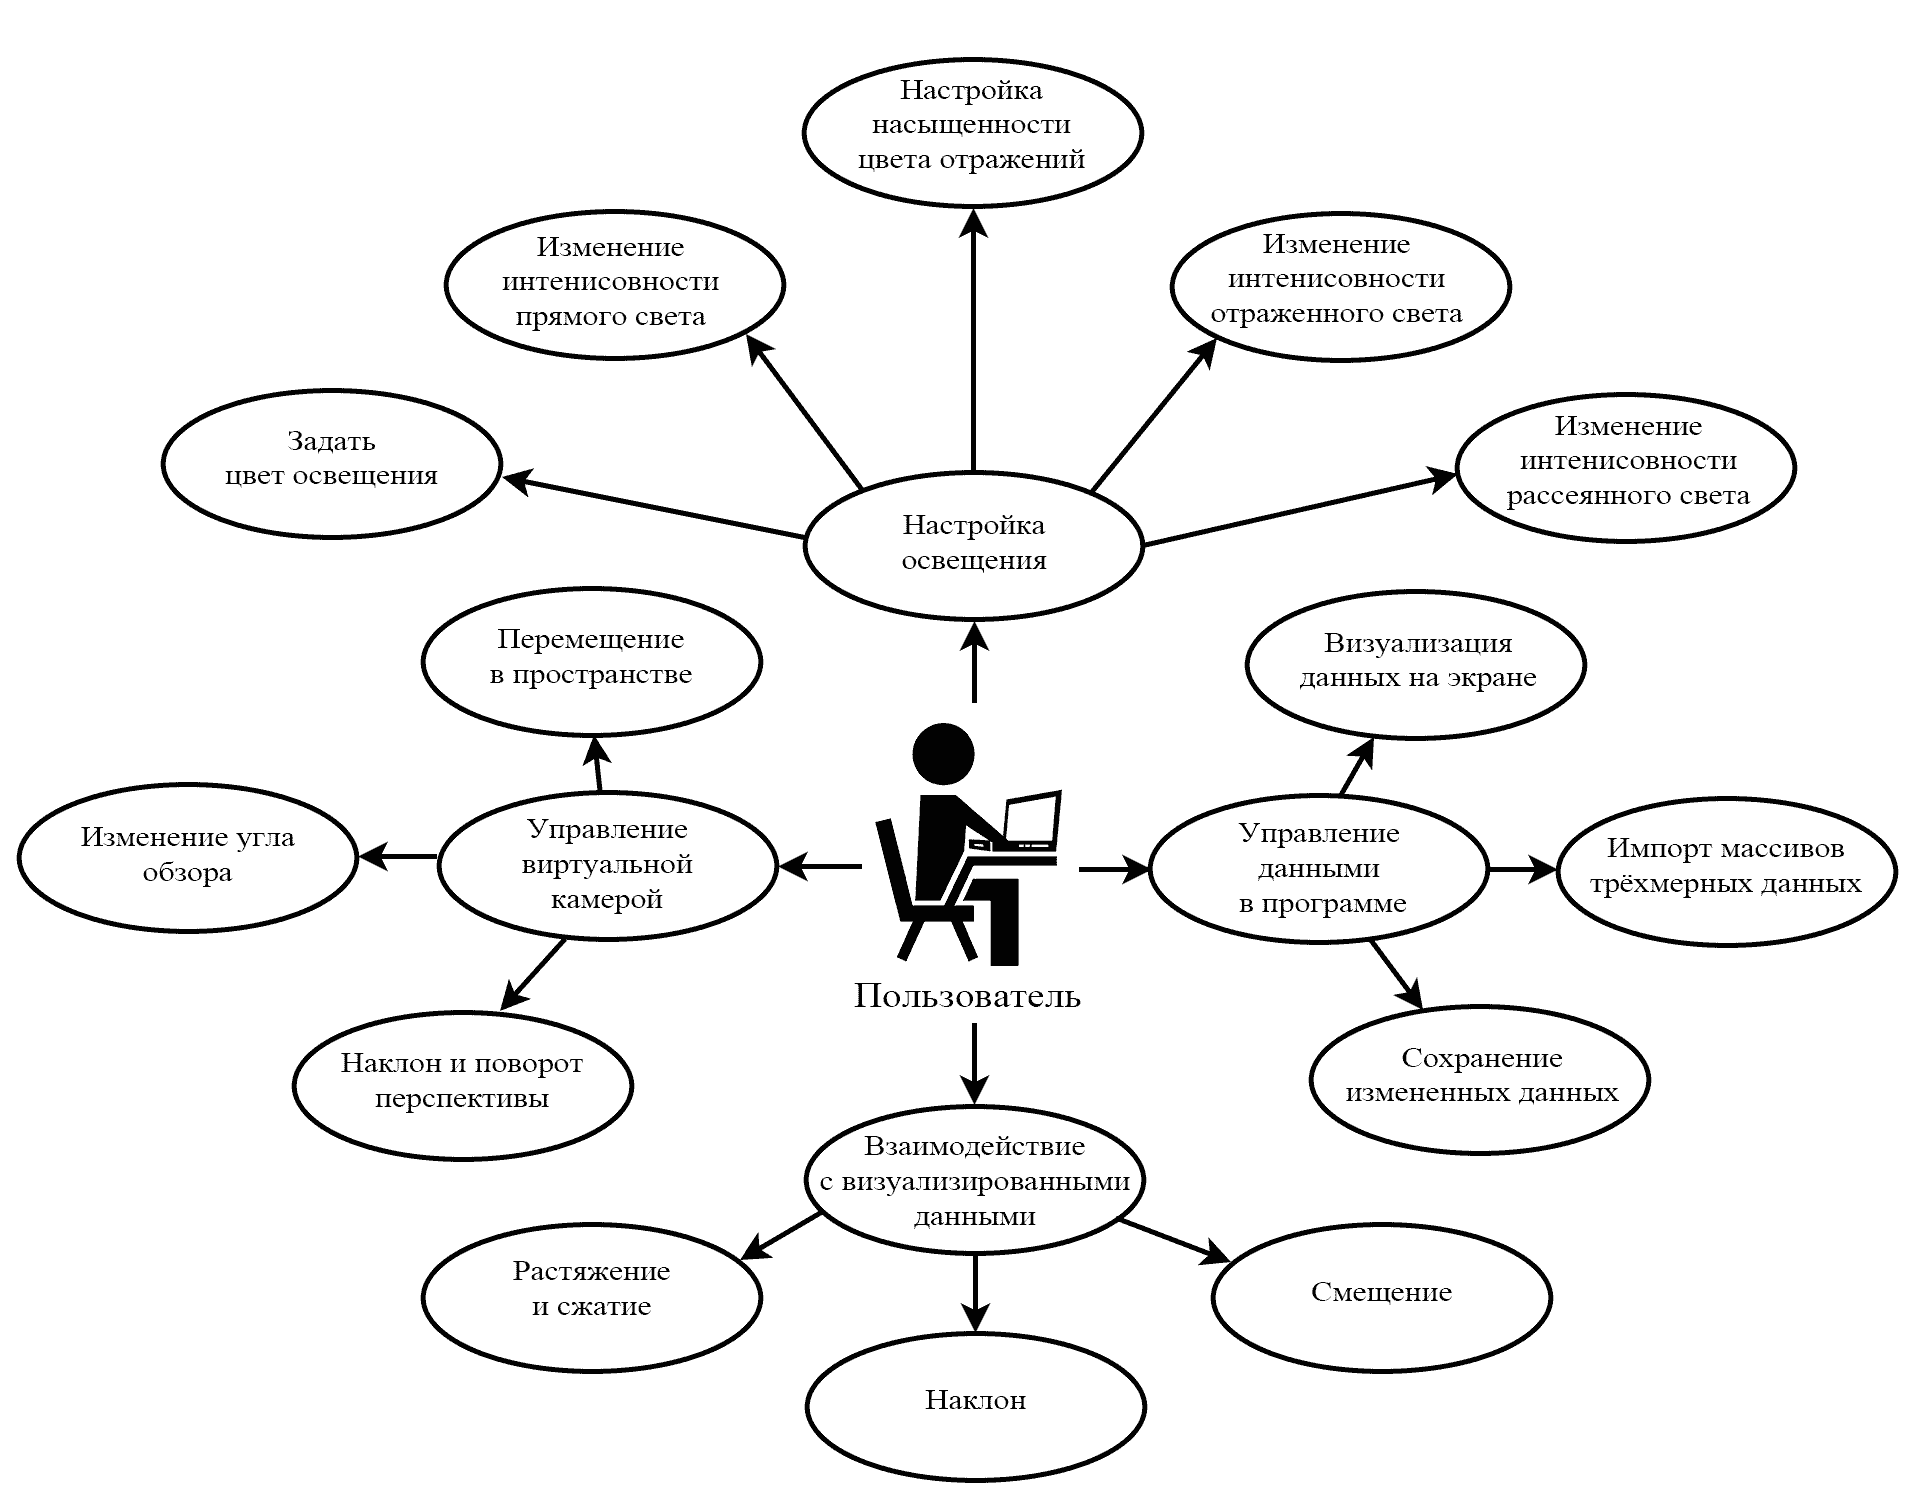 Настройка
насыщенности
цвета отражений
Изменение
интенисовности
прямого света
Изменение
интенисовности
отраженного света
Задать
цвет освещения
Изменение
интенисовности
рассеянного света
Настройка
освещения
Перемещение
в пространстве
Визуализация
данных на экране
Изменение угла
обзора
Управление
виртуальной
камерой
Управление
данными
в программе
Импорт массивов
трёхмерных данных
Пользователь
Наклон и поворот
перспективы
Сохранение
измененных данных
Взаимодействие
с визуализированными
данными
Растяжение
и сжатие
Смещение
Наклон